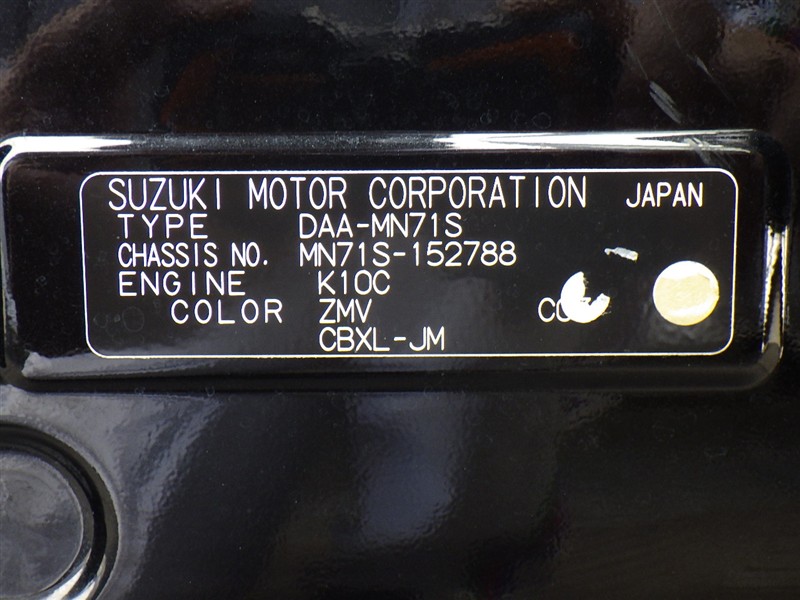 SUZUKI MOTOR CORPORATION JAPAN
TYPE DAA-MN71S
CHASSIS NO. MN71S-152788
ENGINE K10C
COLOR ZMV
CBXL-JM